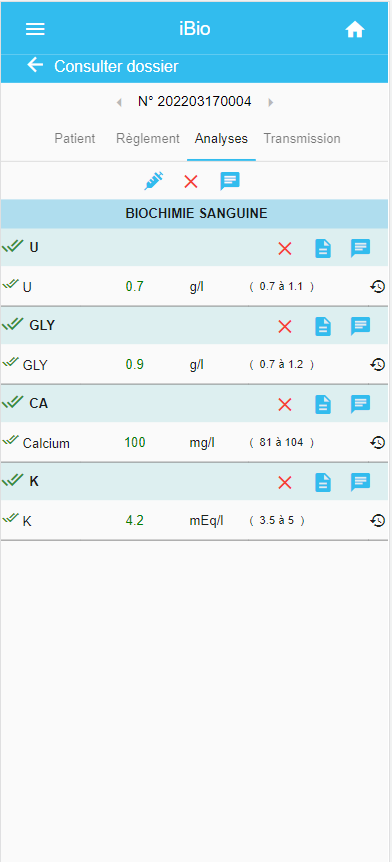 iBio
Consulter dossier
N° 202203170004
Patient Règlement Analyses Transmission
BIOCHIMIE SANGUINE
U
U 0.7 g/l ( 0.7 à 1.1 )
GLY
GLY 0.9 g/l ( 0.7 à 1.2 )
CA
Calcium 100 mg/l ( 81 à 104 )
K
K 4.2 mEq/l ( 3.5 à 5 )